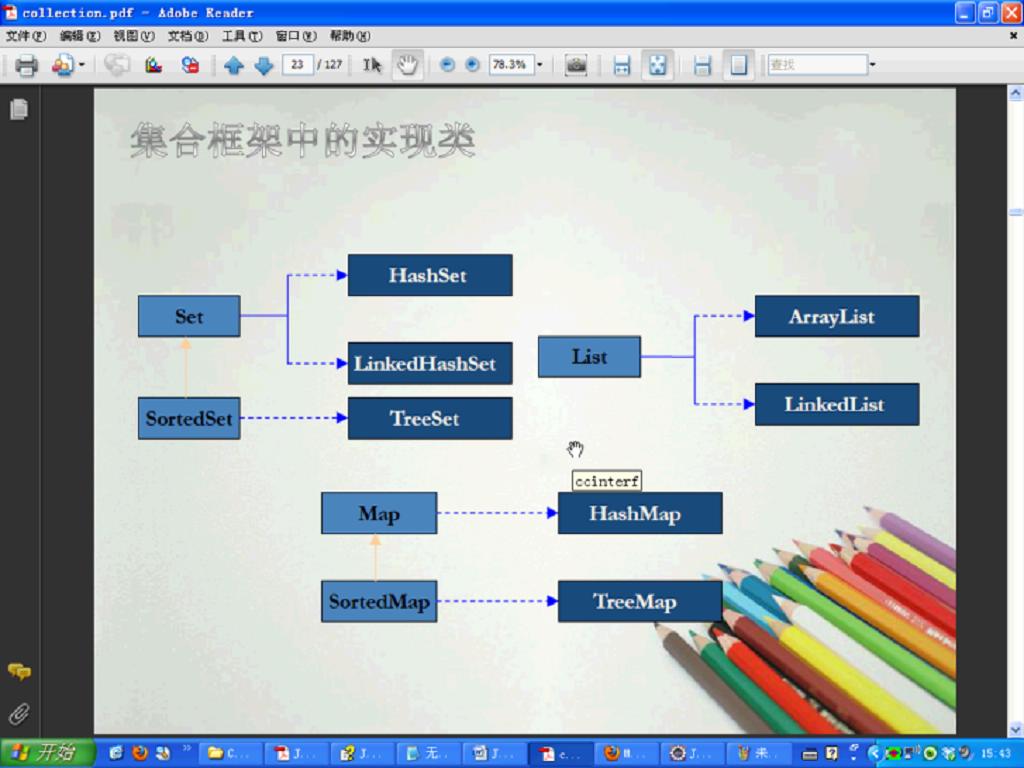 collection.pdf - Adobe Reader
文件(F) 编辑(E) 视图(V) 文档(D) 工具(T) 窗口(W) 帮助(H)
23 / 127 78.3% 查找
集合框架中的实现类
HashSet
Set
ArrayList
LinkedHashSet
List
SortedSet
TreeSet
LinkedList
ccinterf
Map
HashMap
SortedMap
TreeMap
开始 C... J... J... 无... J... c... J... 未... 15:43